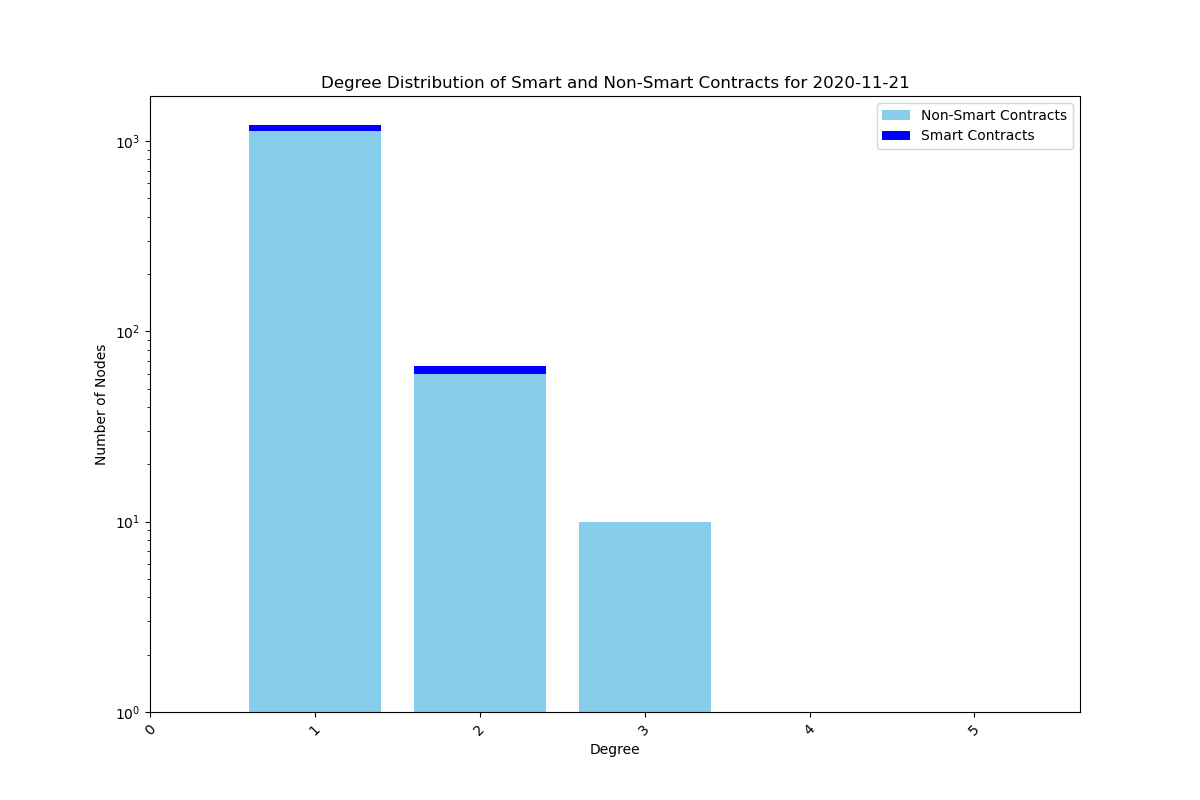 Degree Distribution of Smart and Non-Smart Contracts for 2020-11-21
Non-Smart Contracts
Smart Contracts
Number of Nodes
10³
10²
10¹
10⁰
0 1 2 3 4 5
Degree